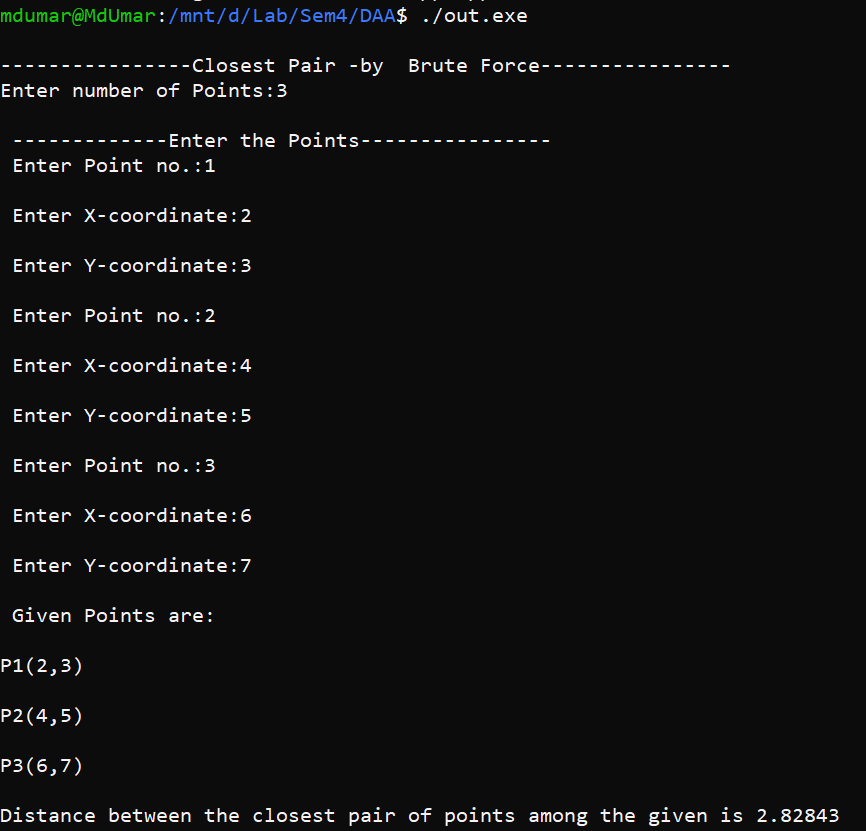 mdumar@MdUmar:/mnt/d/Lab/Sem4/DAA$ ./out.exe
----------------Closest Pair -by  Brute Force----------------
Enter number of Points:3
-------------Enter the Points----------------
Enter Point no.:1
Enter X-coordinate:2
Enter Y-coordinate:3
Enter Point no.:2
Enter X-coordinate:4
Enter Y-coordinate:5
Enter Point no.:3
Enter X-coordinate:6
Enter Y-coordinate:7
Given Points are:
P1(2,3)
P2(4,5)
P3(6,7)
Distance between the closest pair of points among the given is 2.82843